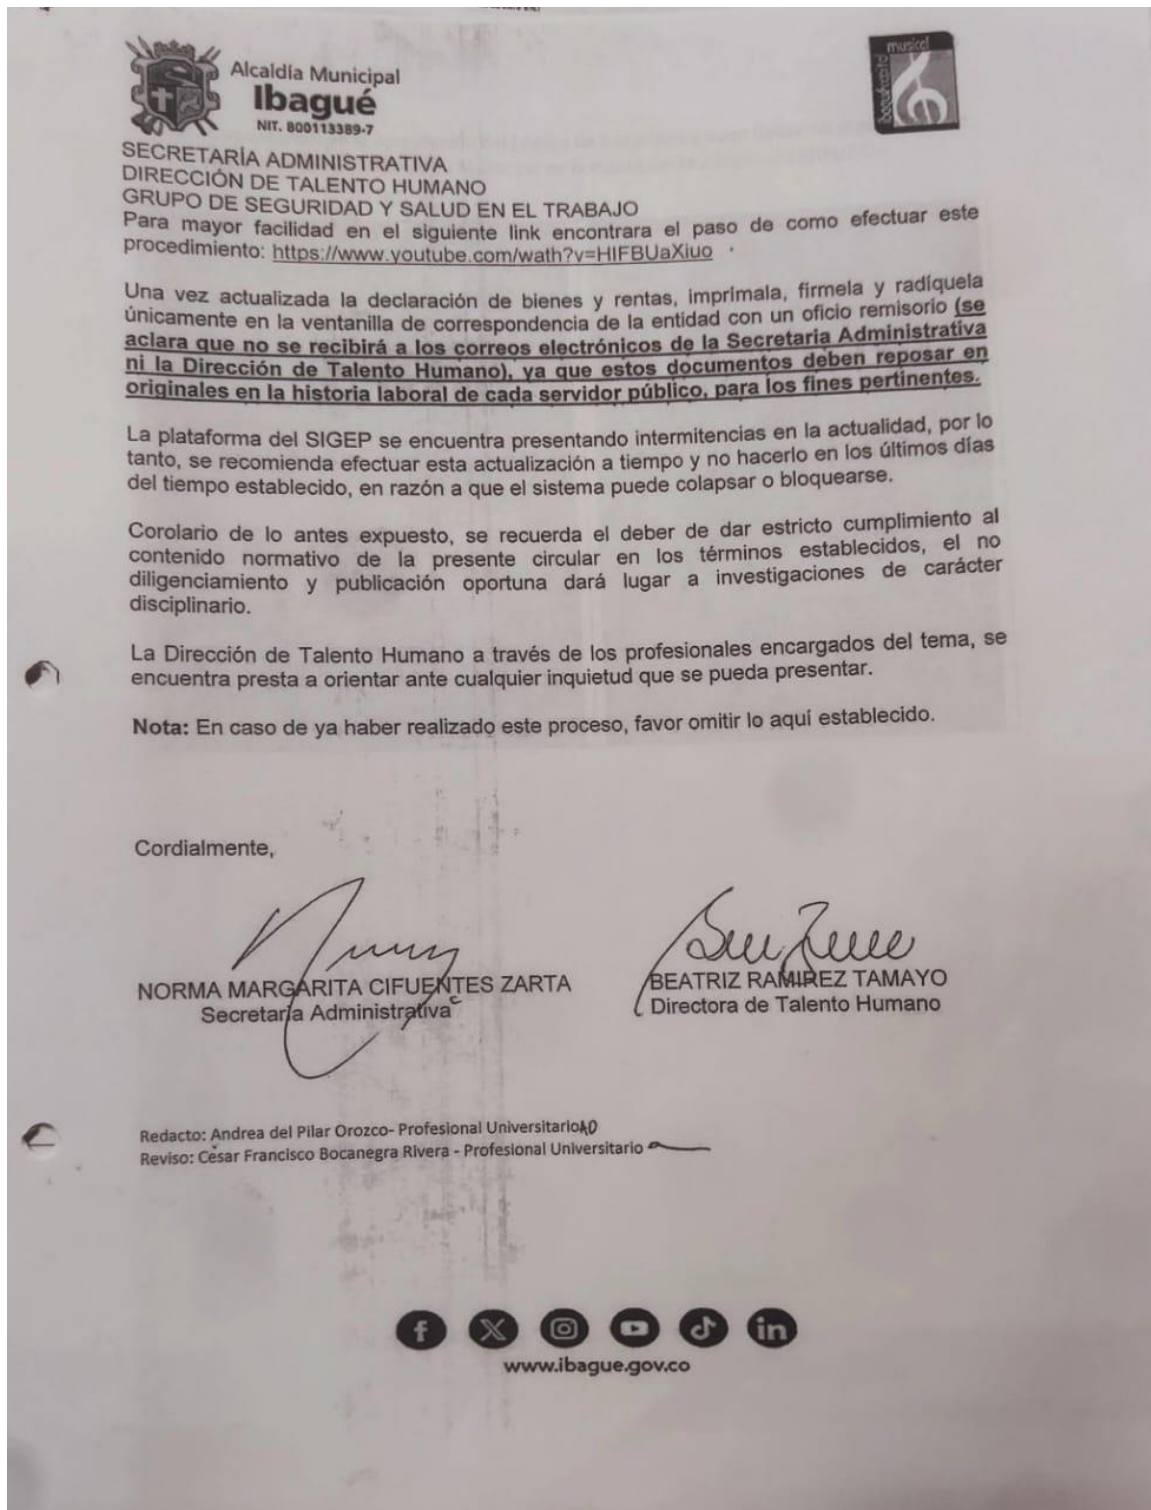 Alcaldía Municipal
Ibagué
NIT. 800113389-7
musical
SECRETARÍA ADMINISTRATIVA
DIRECCIÓN DE TALENTO HUMANO
GRUPO DE SEGURIDAD Y SALUD EN EL TRABAJO
Para mayor facilidad en el siguiente link encontrara el paso de como efectuar este
procedimiento: https://www.youtube.com/wath?v=HIFBUaXiuo
Una vez actualizada la declaración de bienes y rentas, imprímala, fírmela y radíquela
únicamente en la ventanilla de correspondencia de la entidad con un oficio remisorio (se
aclara que no se recibirá a los correos electrónicos de la Secretaria Administrativa
ni la Dirección de Talento Humano), ya que estos documentos deben reposar en
originales en la historia laboral de cada servidor público, para los fines pertinentes.
La plataforma del SIGEP se encuentra presentando intermitencias en la actualidad, por lo
tanto, se recomienda efectuar esta actualización a tiempo y no hacerlo en los últimos días
del tiempo establecido, en razón a que el sistema puede colapsar o bloquearse.
Corolario de lo antes expuesto, se recuerda el deber de dar estricto cumplimiento al
contenido normativo de la presente circular en los términos establecidos, el no
diligenciamiento y publicación oportuna dará lugar a investigaciones de carácter
disciplinario.
La Dirección de Talento Humano a través de los profesionales encargados del tema, se
encuentra presta a orientar ante cualquier inquietud que se pueda presentar.
Nota: En caso de ya haber realizado este proceso, favor omitir lo aquí establecido.
Cordialmente,
NORMA MARGARITA CIFUENTES ZARTA
Secretaria Administrativa
BEATRIZ RAMIREZ TAMAYO
Directora de Talento Humano
Redacto: Andrea del Pilar Orozco- Profesional Universitario AO
Reviso: César Francisco Bocanegra Rivera - Profesional Universitario
www.ibague.gov.co